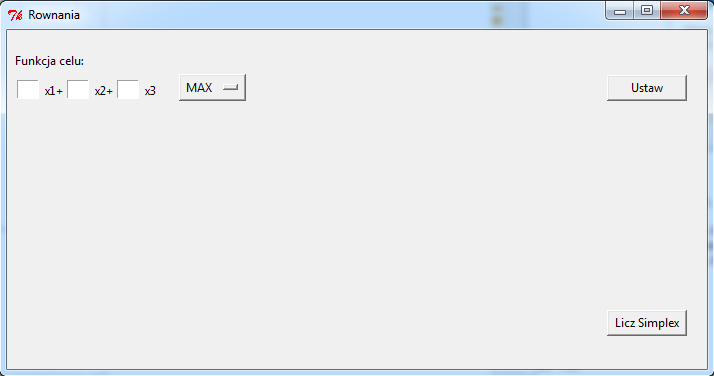 Rownania
Funkcja celu:
x1+ x2+ x3 MAX Ustaw
Licz Simplex